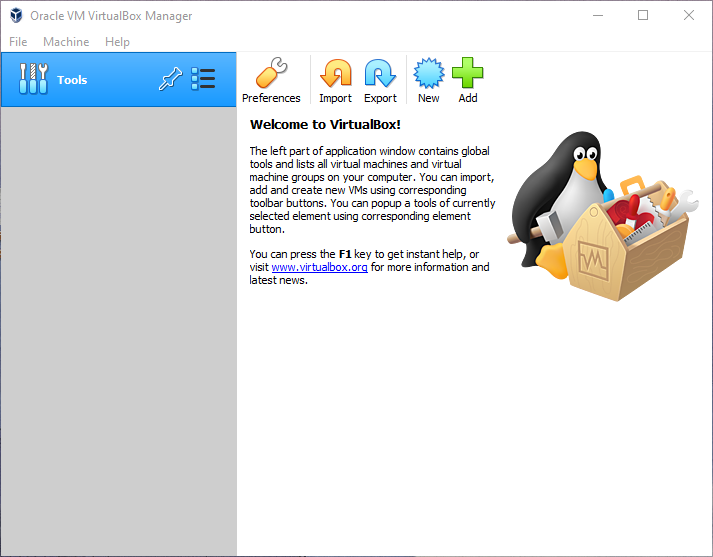 Oracle VM VirtualBox Manager
File Machine Help
Tools
Preferences Import Export New Add
Welcome to VirtualBox!
The left part of application window contains global
tools and lists all virtual machines and virtual
machine groups on your computer. You can import,
add and create new VMs using corresponding
toolbar buttons. You can popup a tools of currently
selected element using corresponding element
button.
You can press the F1 key to get instant help, or
visit www.virtualbox.org for more information and
latest news.